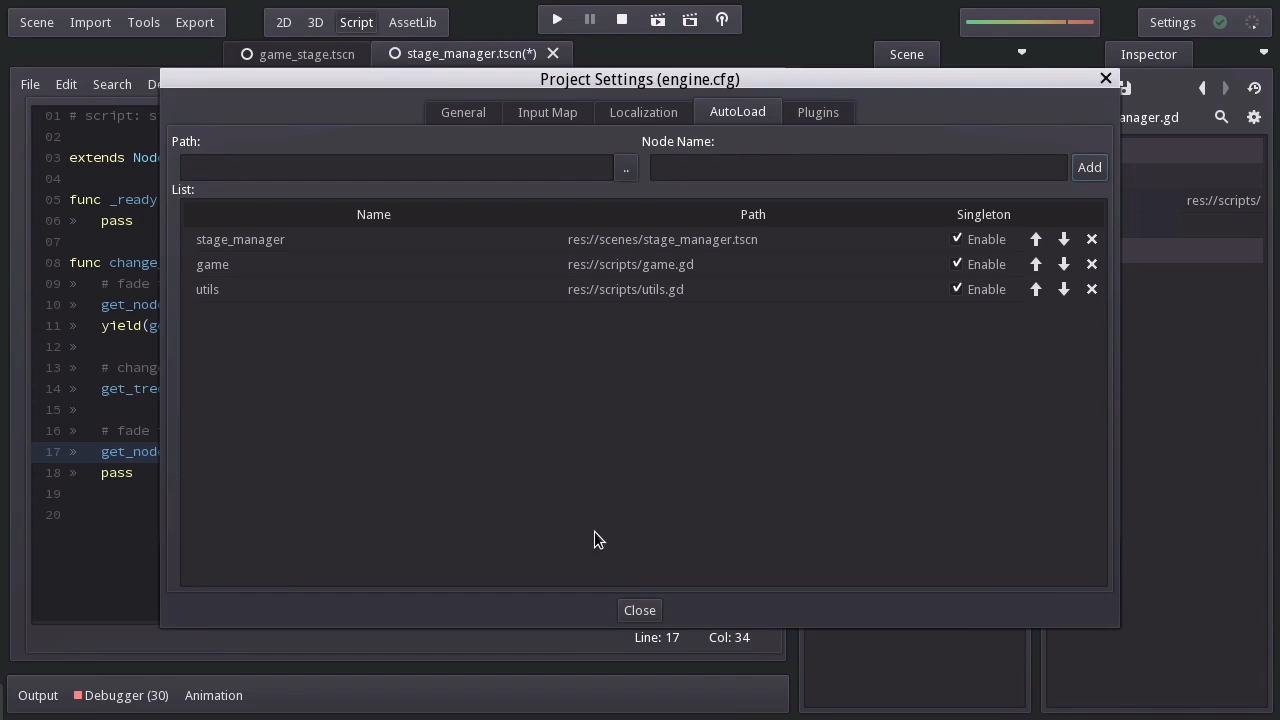 Scene Import Tools Export 2D 3D Script AssetLib Settings
game_stage.tscn stage_manager.tscn(*) Scene Inspector
File Edit Search
Project Settings (engine.cfg)
General Input Map Localization AutoLoad Plugins
anager.gd
Path: Node Name:
.. Add
List:
Name Path Singleton
stage_manager res://scenes/stage_manager.tscn Enable
game res://scripts/game.gd Enable
utils res://scripts/utils.gd Enable
res://scripts/
01 # script: s
02
03 extends Nod
04
05 func _ready
06 » pass
07
08 func change_
09 » # fade
10 » get_nod
11 » yield(g
12 »
13 » # chang
14 » get_tre
15 »
16 » # fade
17 » get_nod
18 » pass
19
20
Close
Line: 17 Col: 34
Output Debugger (30) Animation